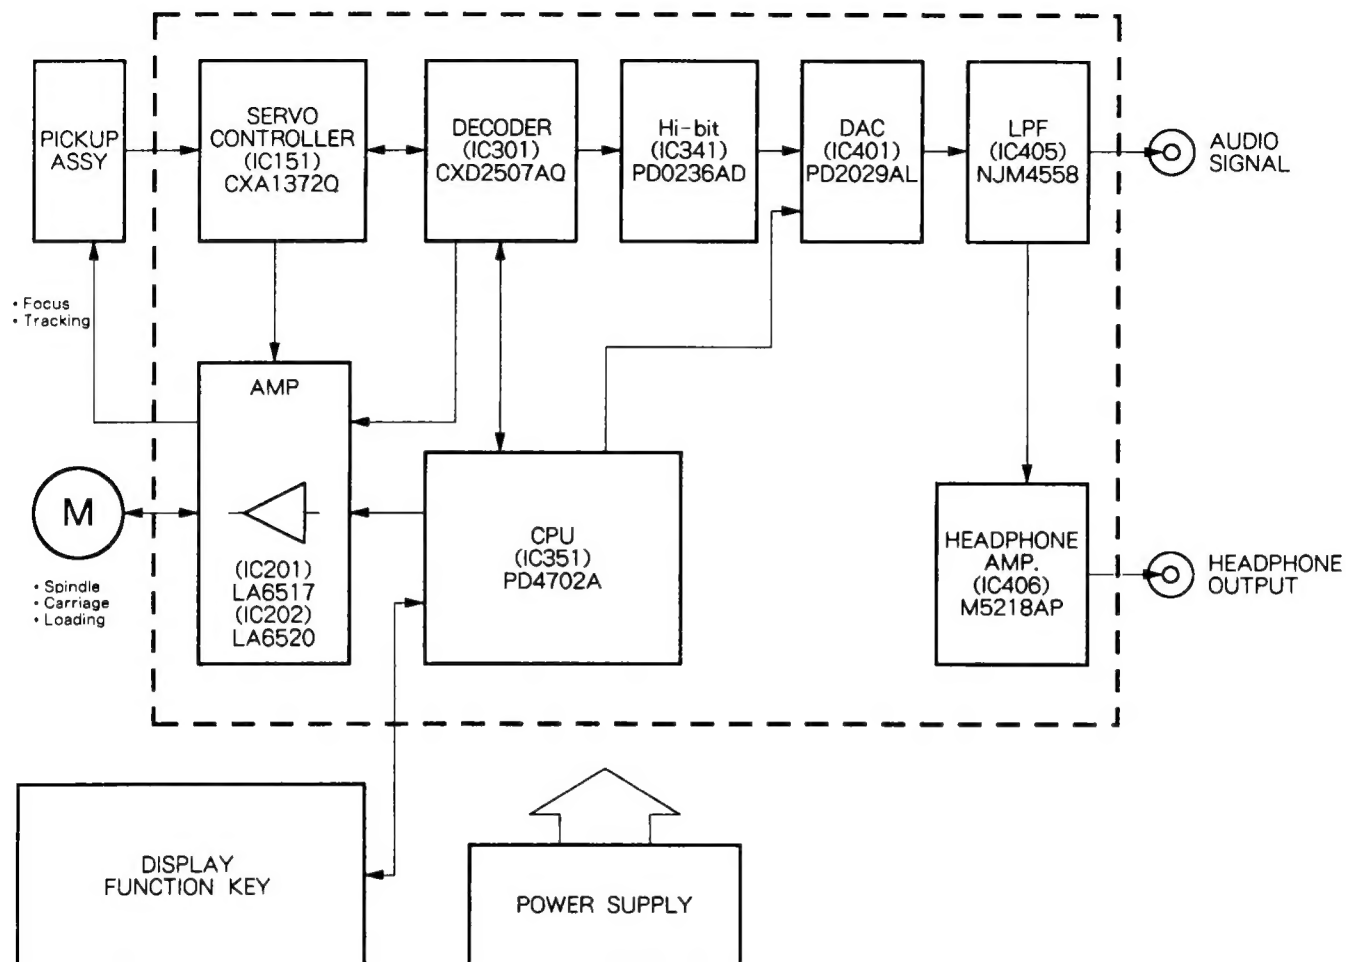 PICKUP
ASSY
SERVO
CONTROLLER
(IC151)
CXA1372Q
DECODER
(IC301)
CXD2507AQ
Hi-bit
(IC341)
PD0236AD
DAC
(IC401)
PD2029AL
LPF
(IC405)
NJM4558
AUDIO
SIGNAL
• Focus
• Tracking
AMP
(IC201)
LA6517
(IC202)
LA6520
M
• Spindle
• Carriage
• Loading
CPU
(IC351)
PD4702A
HEADPHONE
AMP.
(IC406)
M5218AP
HEADPHONE
OUTPUT
DISPLAY
FUNCTION KEY
POWER SUPPLY